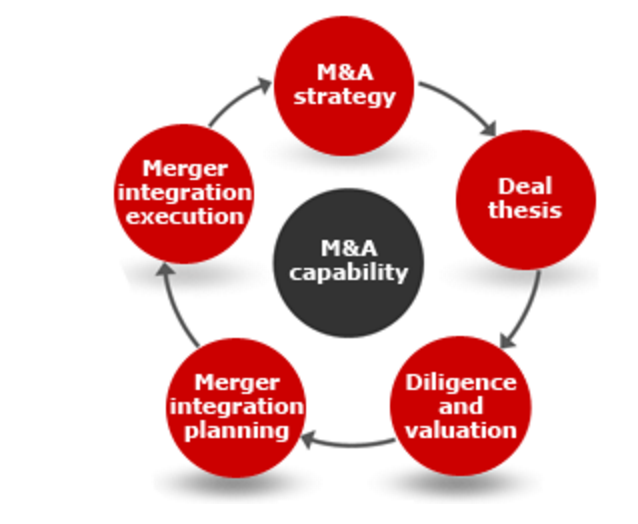 M&A
strategy
Deal
thesis
Diligence
and
valuation
Merger
integration
planning
Merger
integration
execution
M&A
capability